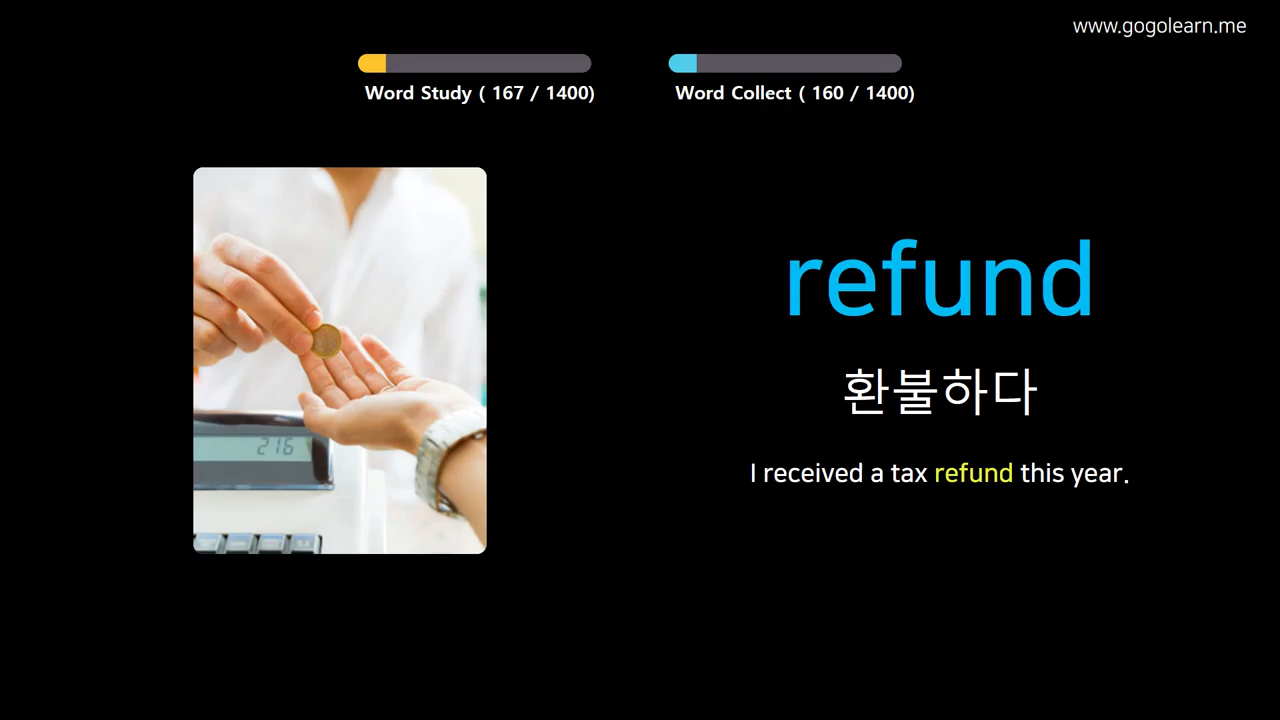 www.gogolearn.me
Word Study ( 167 / 1400)
Word Collect ( 160 / 1400)
refund
환불하다
I received a tax refund this year.
216